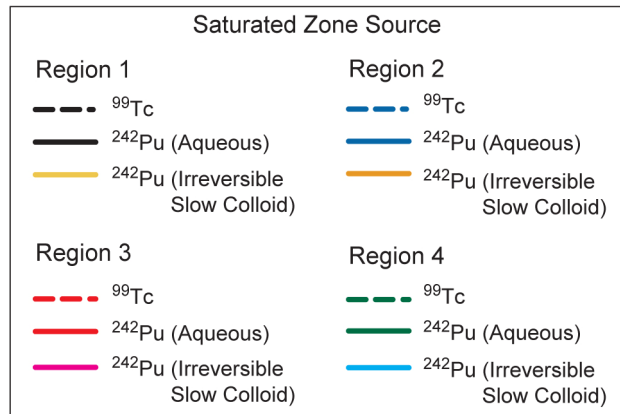 Saturated Zone Source
Region 1
⁹⁹Tc
²⁴²Pu (Aqueous)
²⁴²Pu (Irreversible
Slow Colloid)
Region 2
⁹⁹Tc
²⁴²Pu (Aqueous)
²⁴²Pu (Irreversible
Slow Colloid)
Region 3
⁹⁹Tc
²⁴²Pu (Aqueous)
²⁴²Pu (Irreversible
Slow Colloid)
Region 4
⁹⁹Tc
²⁴²Pu (Aqueous)
²⁴²Pu (Irreversible
Slow Colloid)